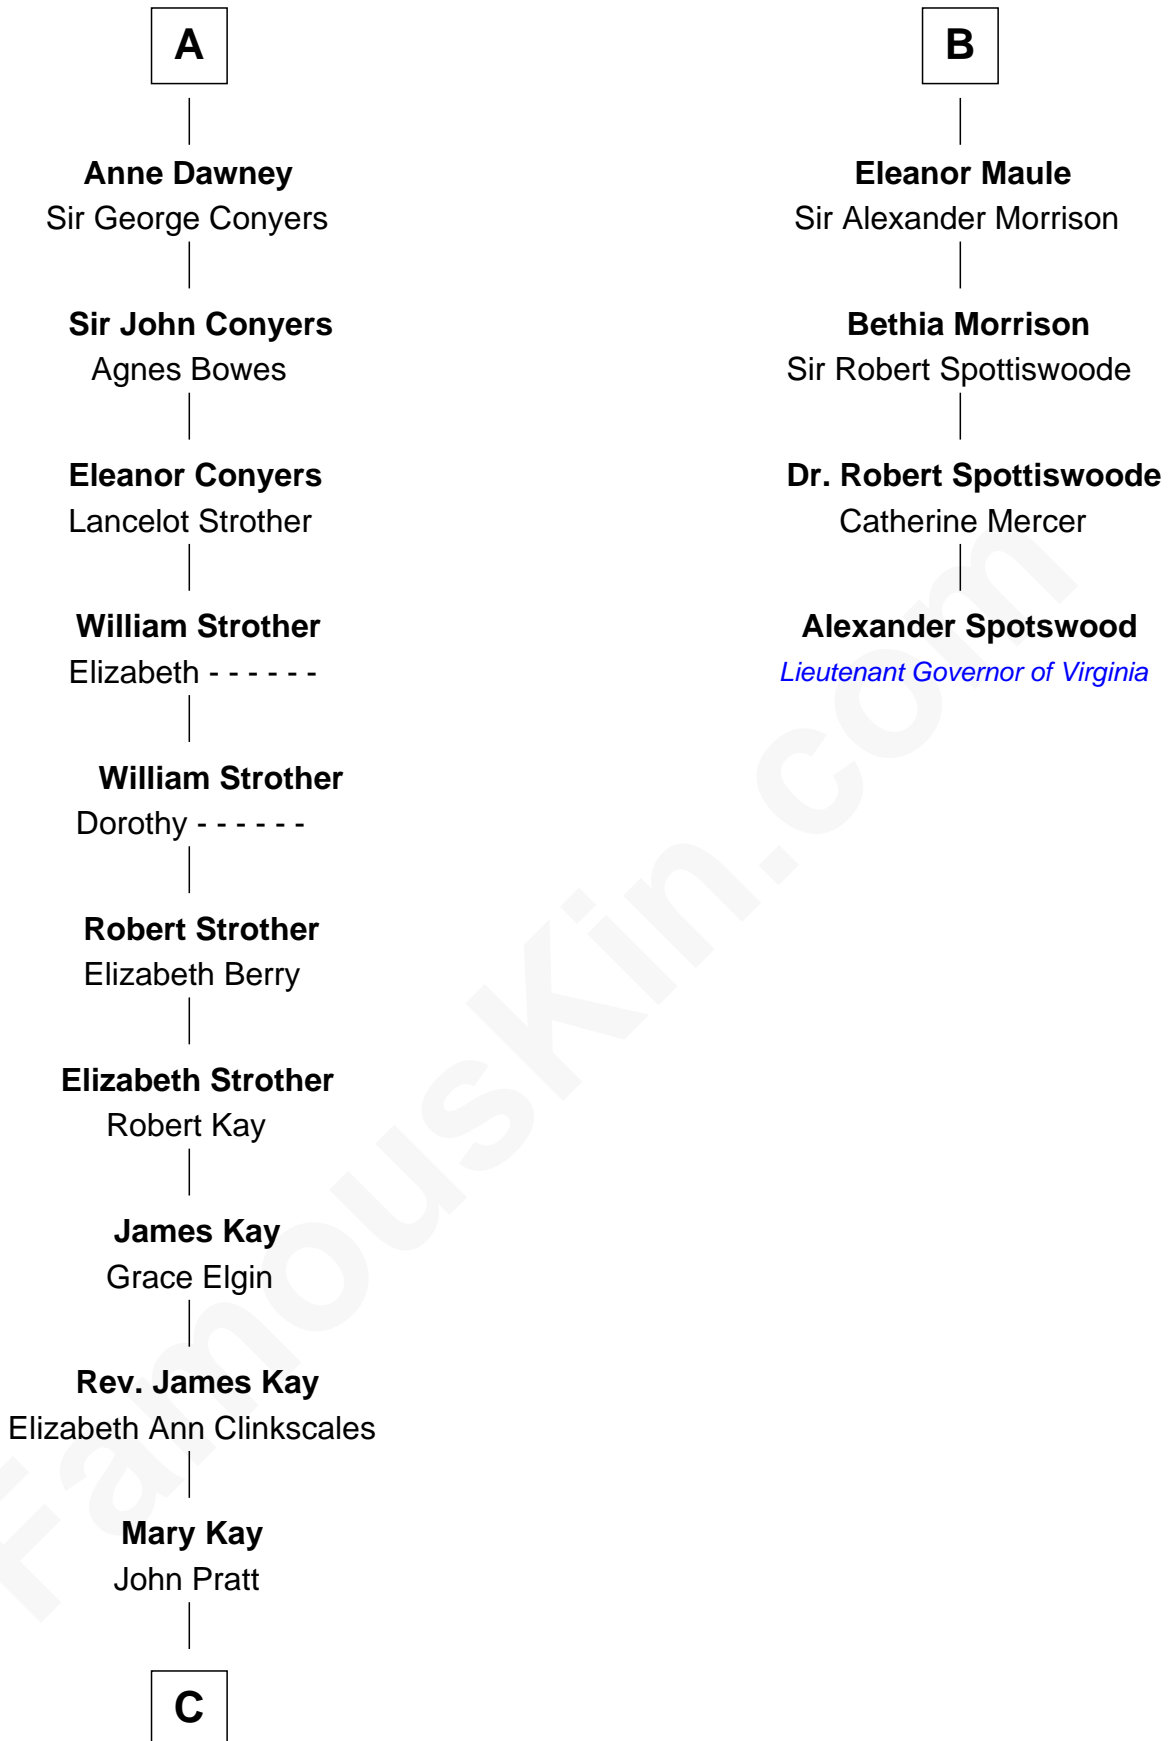 A
Anne Dawney
Sir George Conyers
Sir John Conyers
Agnes Bowes
Eleanor Conyers
Lancelot Strother
William Strother
Elizabeth - - - - - -
William Strother
Dorothy - - - - - -
Robert Strother
Elizabeth Berry
Elizabeth Strother
Robert Kay
James Kay
Grace Elgin
Rev. James Kay
Elizabeth Ann Clinkscales
Mary Kay
John Pratt
C
B
Eleanor Maule
Sir Alexander Morrison
Bethia Morrison
Sir Robert Spottiswoode
Dr. Robert Spottiswoode
Catherine Mercer
Alexander Spotswood
Lieutenant Governor of Virginia
FamousKin.com